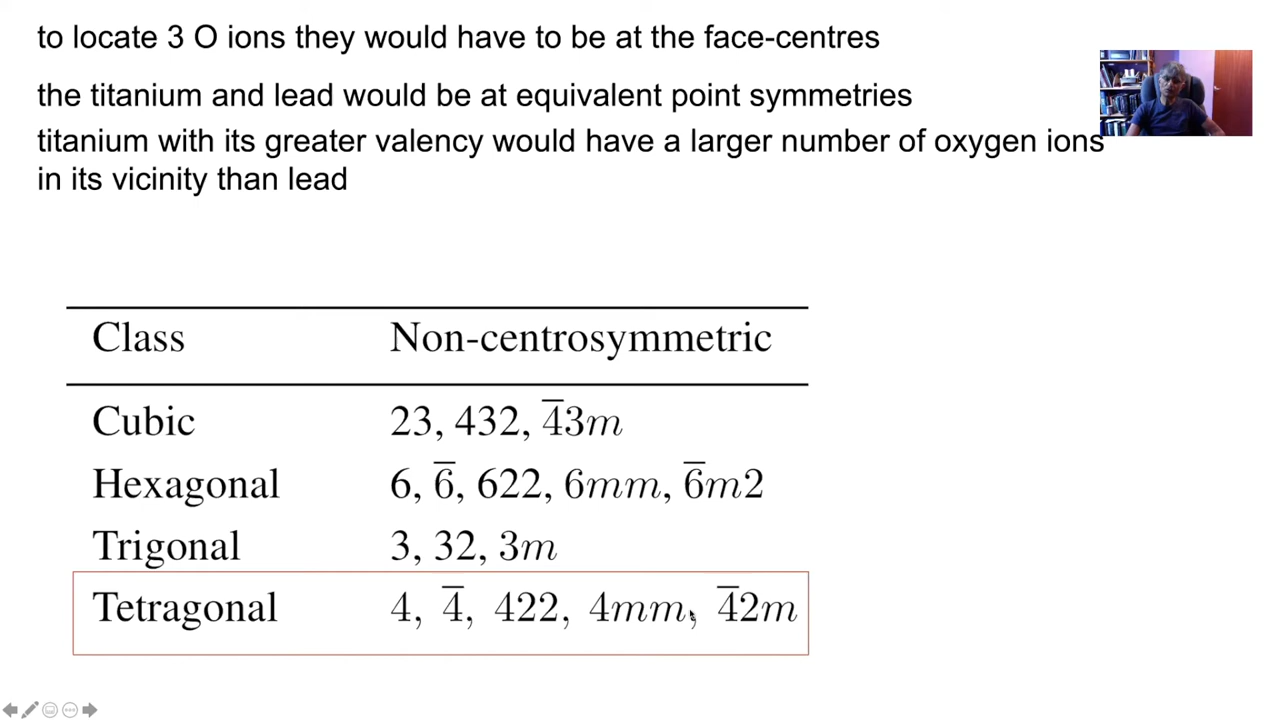 to locate 3 O ions they would have to be at the face-centres
the titanium and lead would be at equivalent point symmetries
titanium with its greater valency would have a larger number of oxygen ions
in its vicinity than lead
Class Non-centrosymmetric
Cubic 23, 432, 4̅3m
Hexagonal 6, 6̅, 622, 6mm, 6̅m2
Trigonal 3, 32, 3m
Tetragonal 4, 4̅, 422, 4mm, 4̅2m